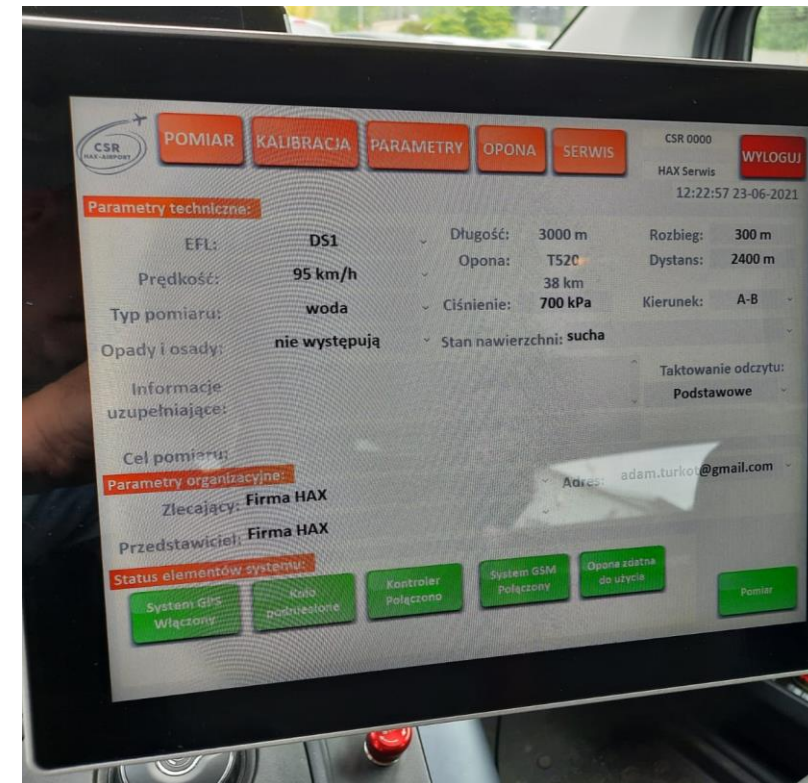 CSR
HAX-AIRPORT
POMIAR KALIBRACJA PARAMETRY OPONA SERWIS
CSR 0000
HAX Serwis
WYLOGUJ
12:22:57 23-06-2021
Parametry techniczne:
EFL: DS1 Długość: 3000 m Rozbieg: 300 m
Prędkość: 95 km/h Opona: T520 Dystans: 2400 m
38 km
Typ pomiaru: woda Ciśnienie: 700 kPa Kierunek: A-B
Opady i osady: nie występują Stan nawierzchni: sucha
Informacje
uzupełniające:
Taktowanie odczytu:
Podstawowe
Cel pomiaru:
Parametry organizacyjne:
Zlecający: Firma HAX Adres: adam.turkot@gmail.com
Przedstawiciel: Firma HAX
Status elementów systemu:
System GPS
Włączony
Koło
podniesione
Kontroler
Połączono
System GSM
Połączony
Opona zdatna
do użycia
Pomiar